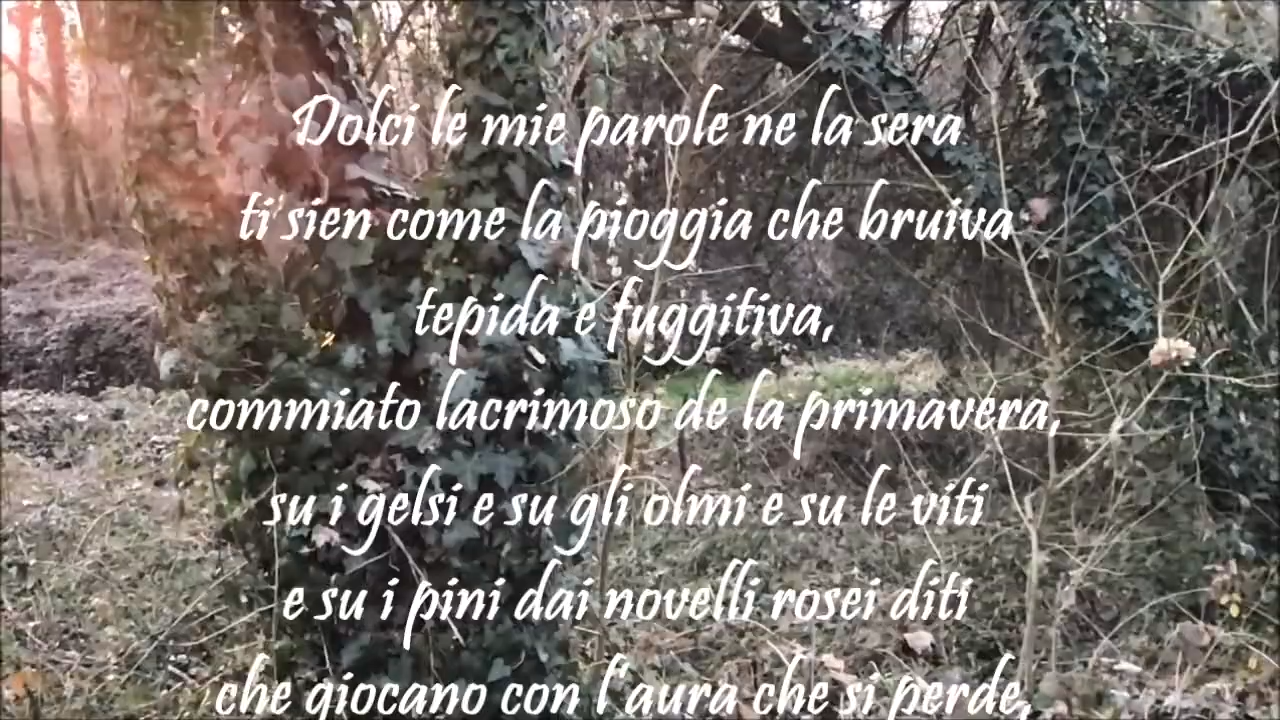 Dolci le mie parole ne la sera
ti sien come la pioggia che bruiva
tepida e fuggitiva,
commiato lacrimoso de la primavera,
su i gelsi e su gli olmi e su le viti
e su i pini dai novelli rosei diti
che giocano con l'aura che si perde,